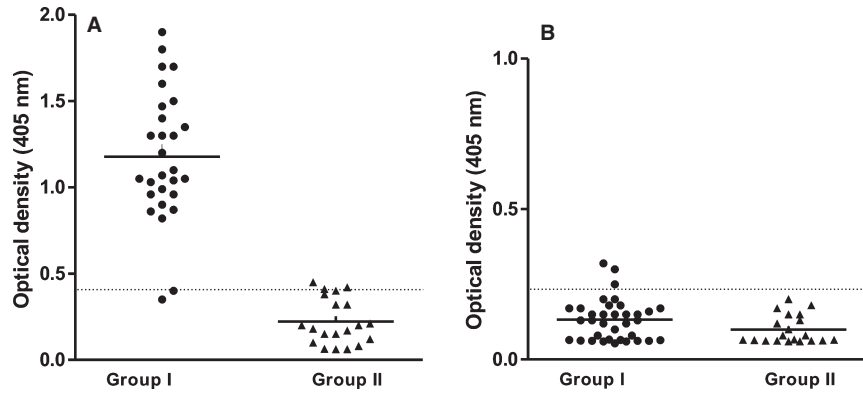 A
2.0
1.5
1.0
0.5
0.0
Optical density (405 nm)
Group I
Group II
B
1.0
0.5
0.0
Optical density (405 nm)
Group I
Group II